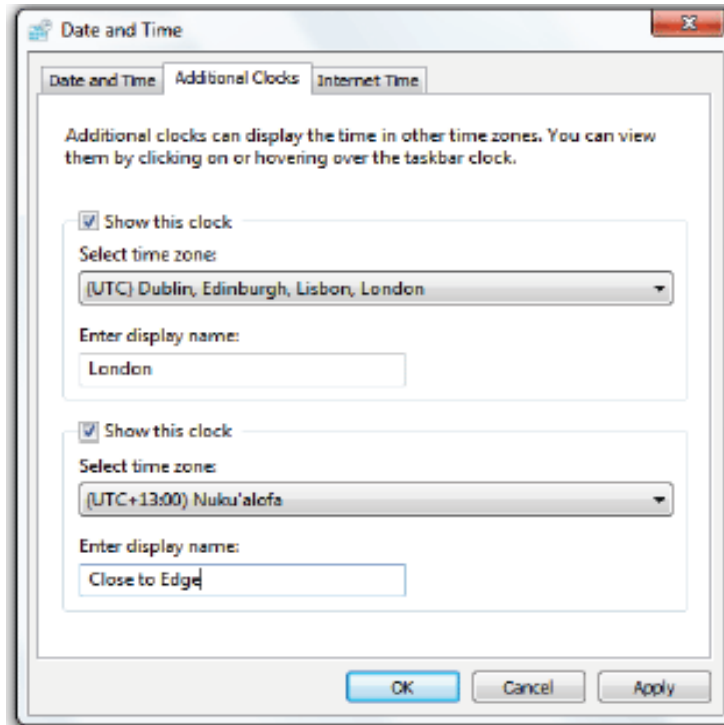 Date and Time
Date and Time Additional Clocks Internet Time
Additional clocks can display the time in other time zones. You can view
them by clicking on or hovering over the taskbar clock.
Show this clock
Select time zone:
(UTC) Dublin, Edinburgh, Lisbon, London
Enter display name:
London
Show this clock
Select time zone:
(UTC+13:00) Nuku'alofa
Enter display name:
Close to Edge
OK Cancel Apply